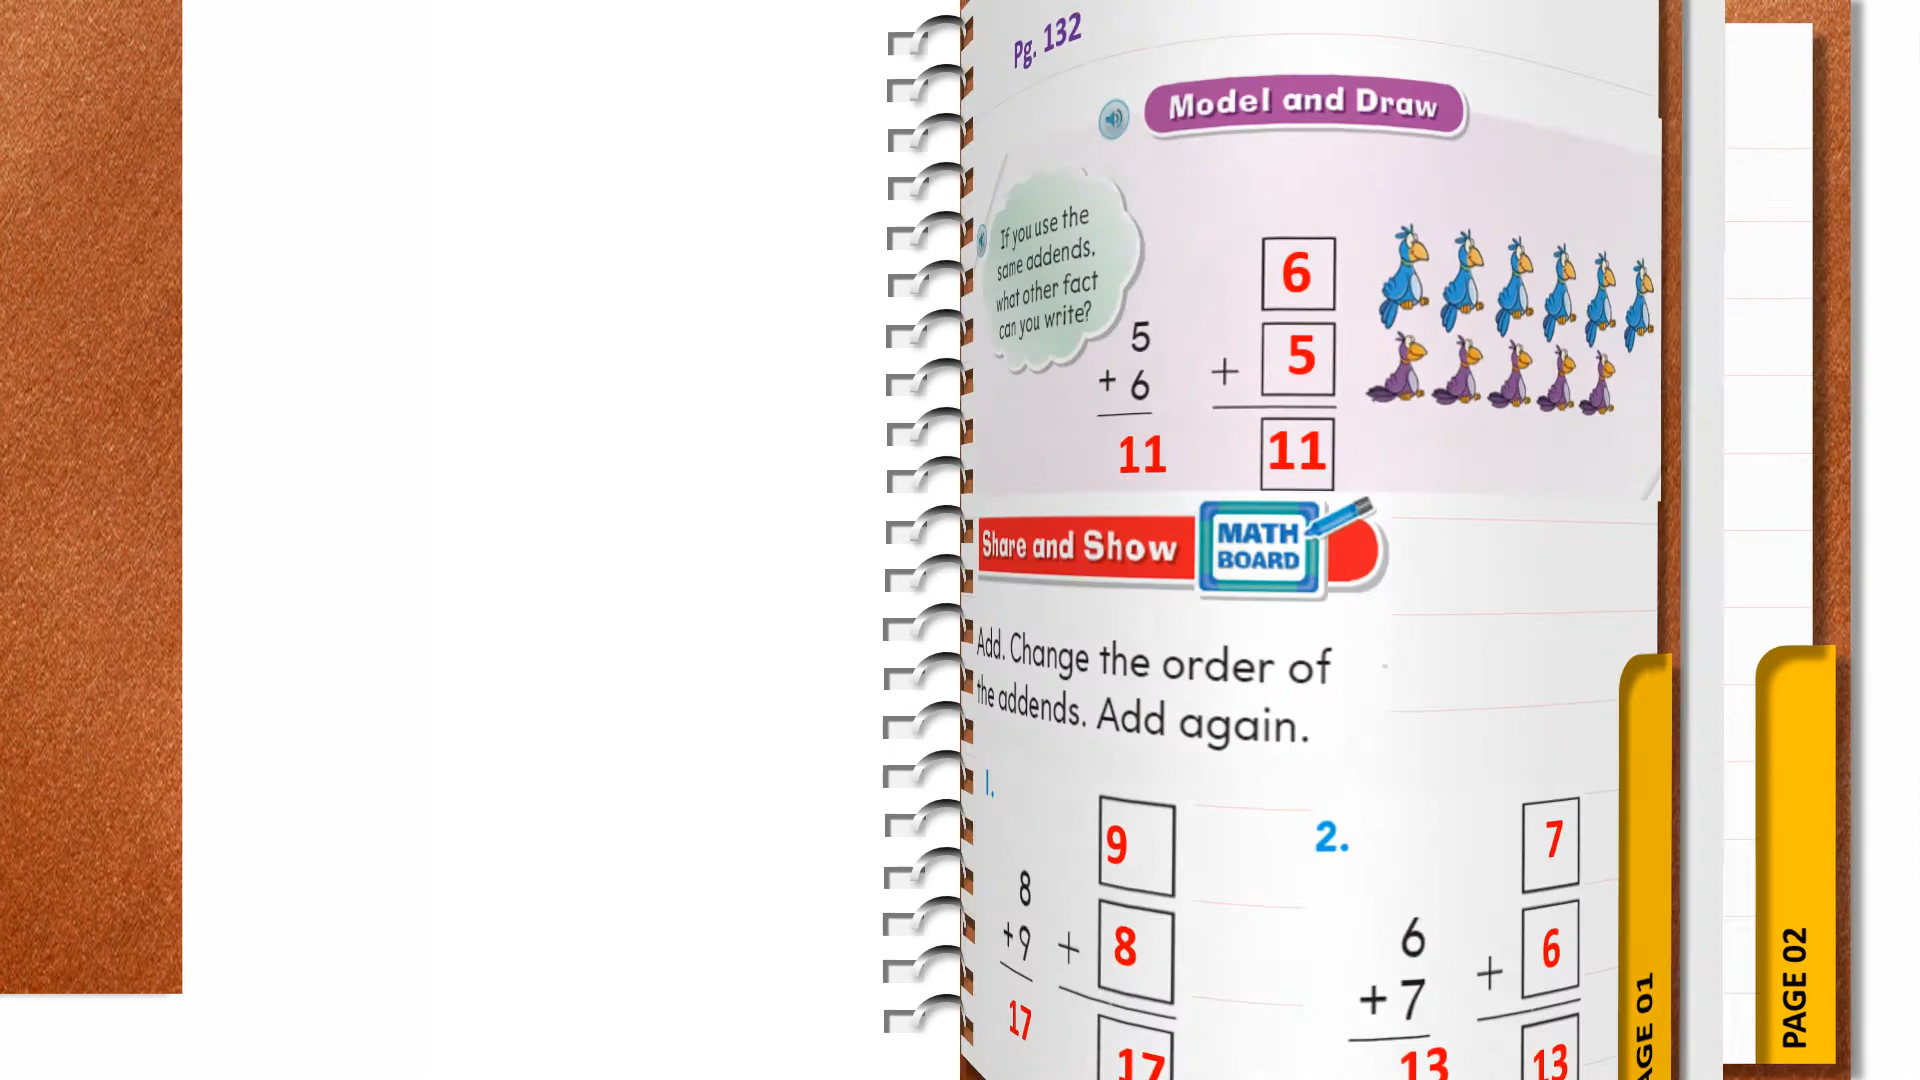 Pg. 132
Model and Draw
If you use the
same addends,
what other fact
can you write?
5
+ 6
11
6
+ 5
11
Share and Show
MATH
BOARD
Add. Change the order of
the addends. Add again.
1.
8
+9
17
9
+ 8
17
2.
6
+ 7
13
7
+ 6
13
AGE 01
PAGE 02